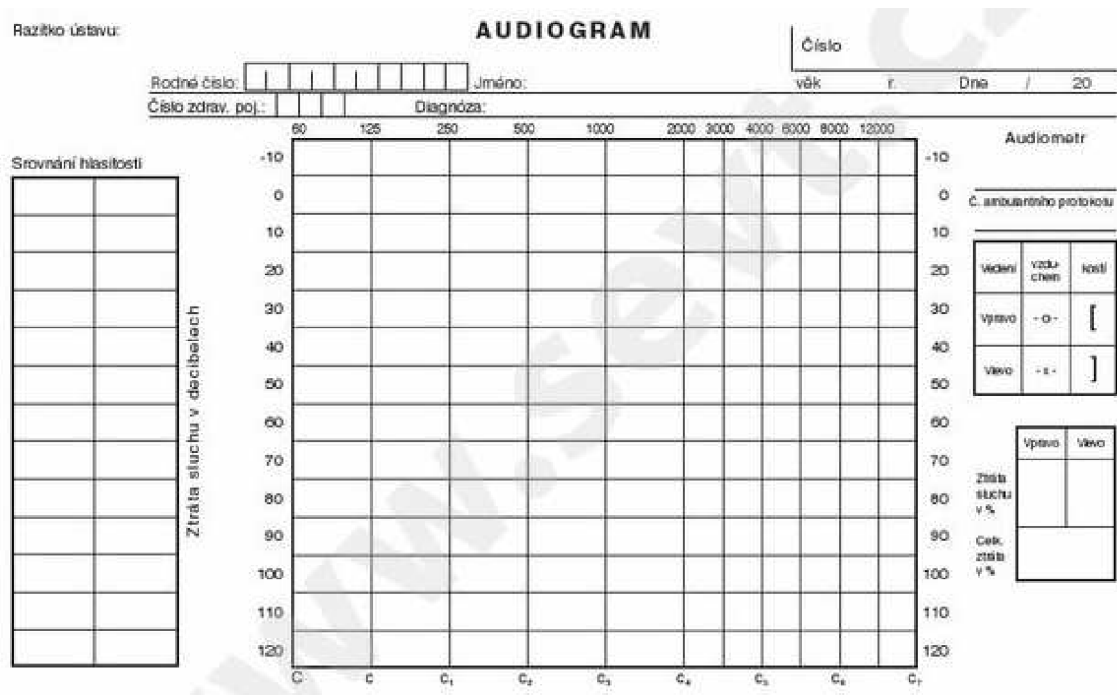 Razítko ústavu:
AUDIOGRAM
Číslo
Rodné číslo:
Jméno:
věk r. Dne / 20
Číslo zdrav. poj.:
Diagnóza:
60 125 250 500 1000 2000 3000 4000 6000 8000 12000
Audiometr
Srovnání hlasitosti
Č. ambulantního protokolu
Ztráta sluchu v decibelech
-10 -10
0 0
10 10
20 20
30 30
40 40
50 50
60 60
70 70
80 80
90 90
100 100
110 110
120 120
C c c₁ c₂ c₃ c₄ c₅ c₆ c₇
Vedení vzdu-
chem kostí
Vpravo - o - [
Vlevo - x - ]
Vpravo Vlevo
Ztráta
sluchu
v %
Celk.
ztráta
v %
www.sevt.c